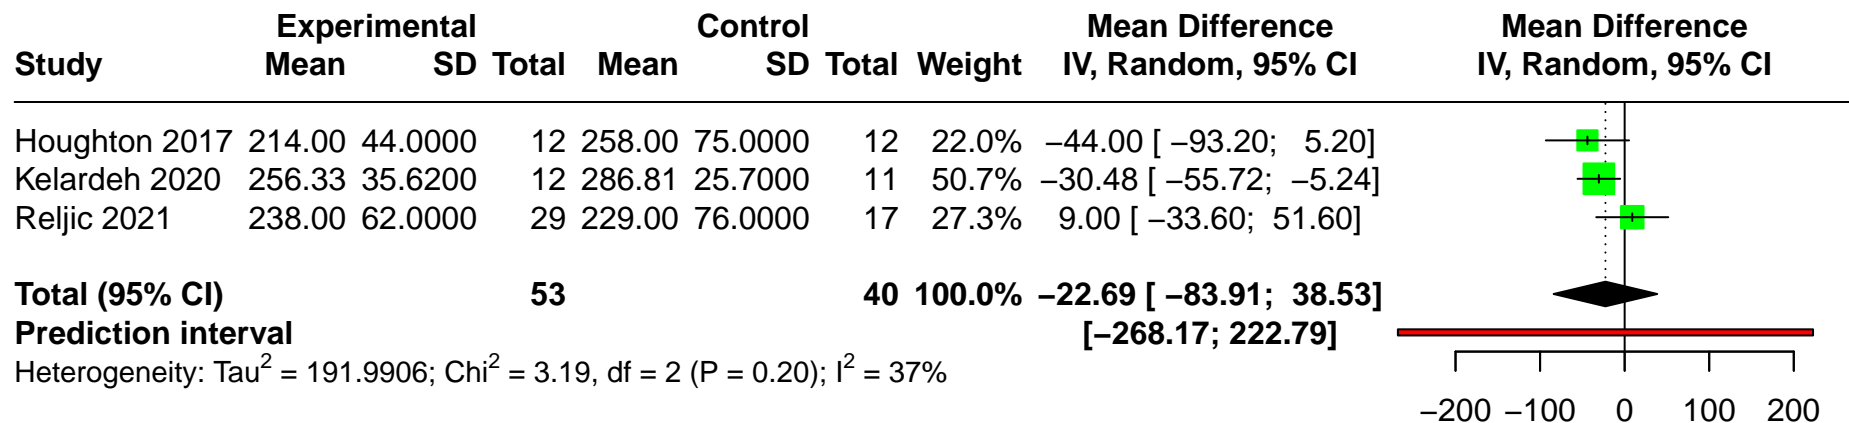 Experimental Control Mean Difference Mean Difference
Study Mean SD Total Mean SD Total Weight IV, Random, 95% CI IV, Random, 95% CI
Houghton 2017 214.00 44.0000 12 258.00 75.0000 12 22.0% −44.00 [ −93.20; 5.20]
Kelardeh 2020 256.33 35.6200 12 286.81 25.7000 11 50.7% −30.48 [ −55.72; −5.24]
Reljic 2021 238.00 62.0000 29 229.00 76.0000 17 27.3% 9.00 [ −33.60; 51.60]
Total (95% CI) 53 40 100.0% −22.69 [ −83.91; 38.53]
Prediction interval [−268.17; 222.79]
Heterogeneity: Tau² = 191.9906; Chi² = 3.19, df = 2 (P = 0.20); I² = 37%
−200 −100 0 100 200